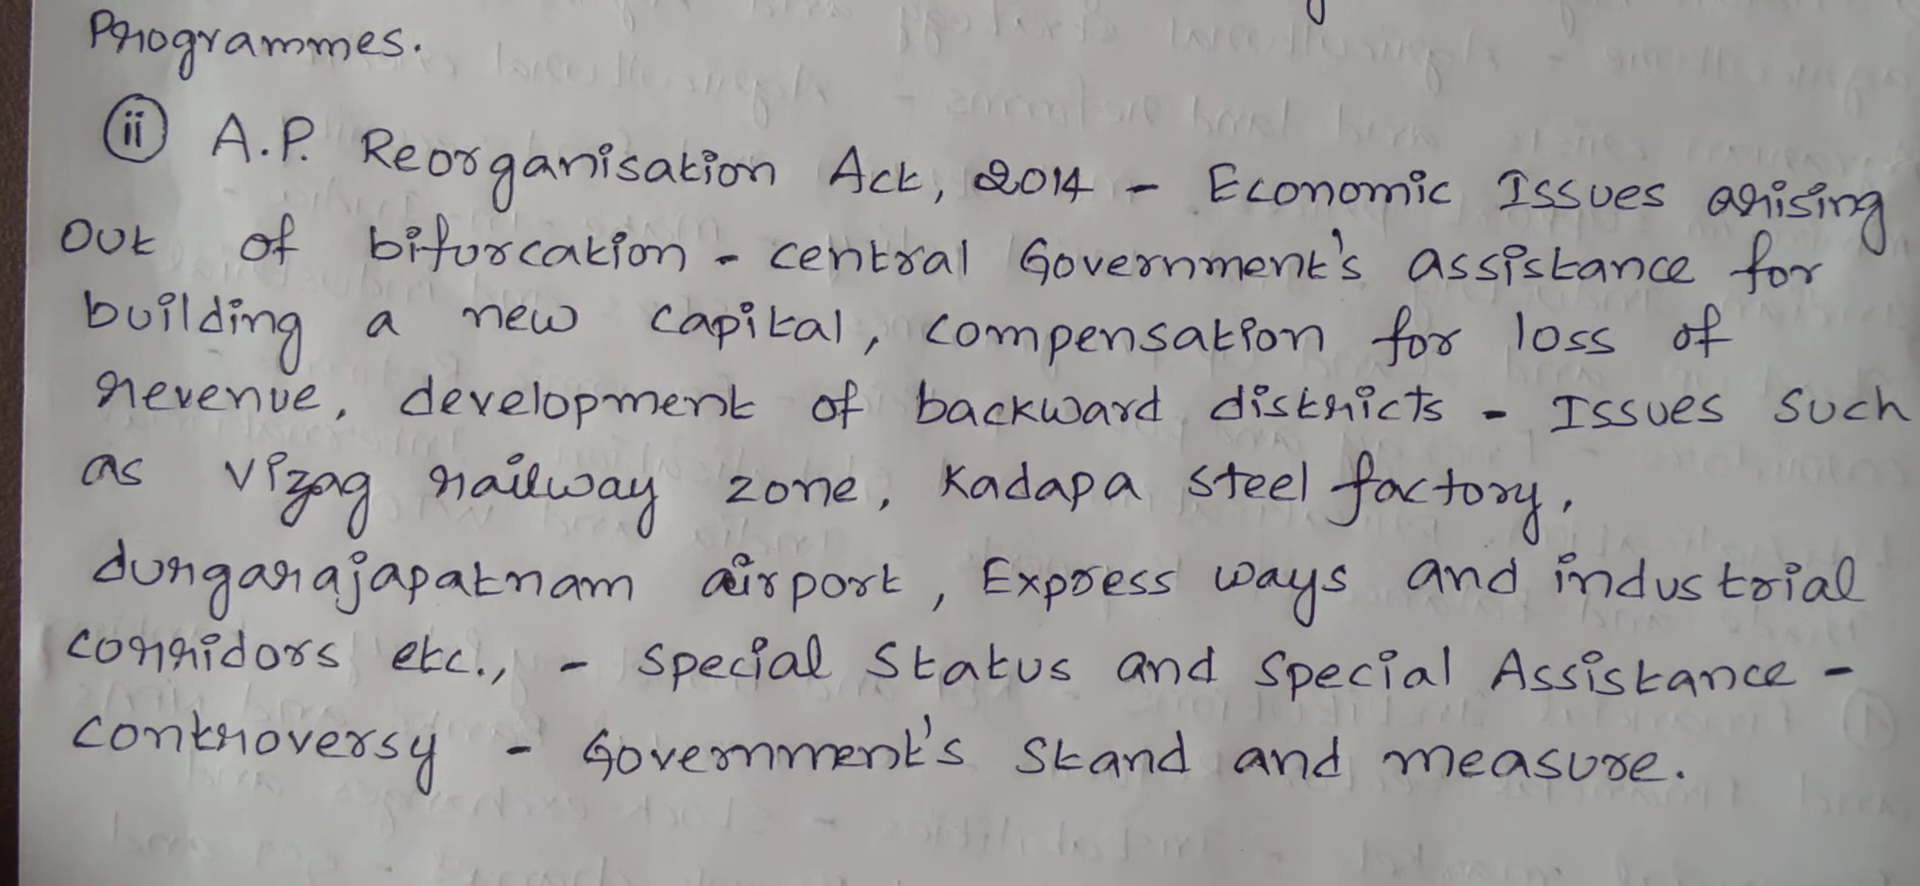 Programmes.
ii A.P. Reorganisation Act, 2014 - Economic Issues arising
out of bifurcation - central Government's assistance for
building a new capital, compensation for loss of
revenue, development of backward districts - Issues such
as vizag railway zone, Kadapa steel factory,
durgarajapatnam airport, Express ways and industrial
corridors etc., - special Status and Special Assistance -
controversy - Government's Stand and measure.